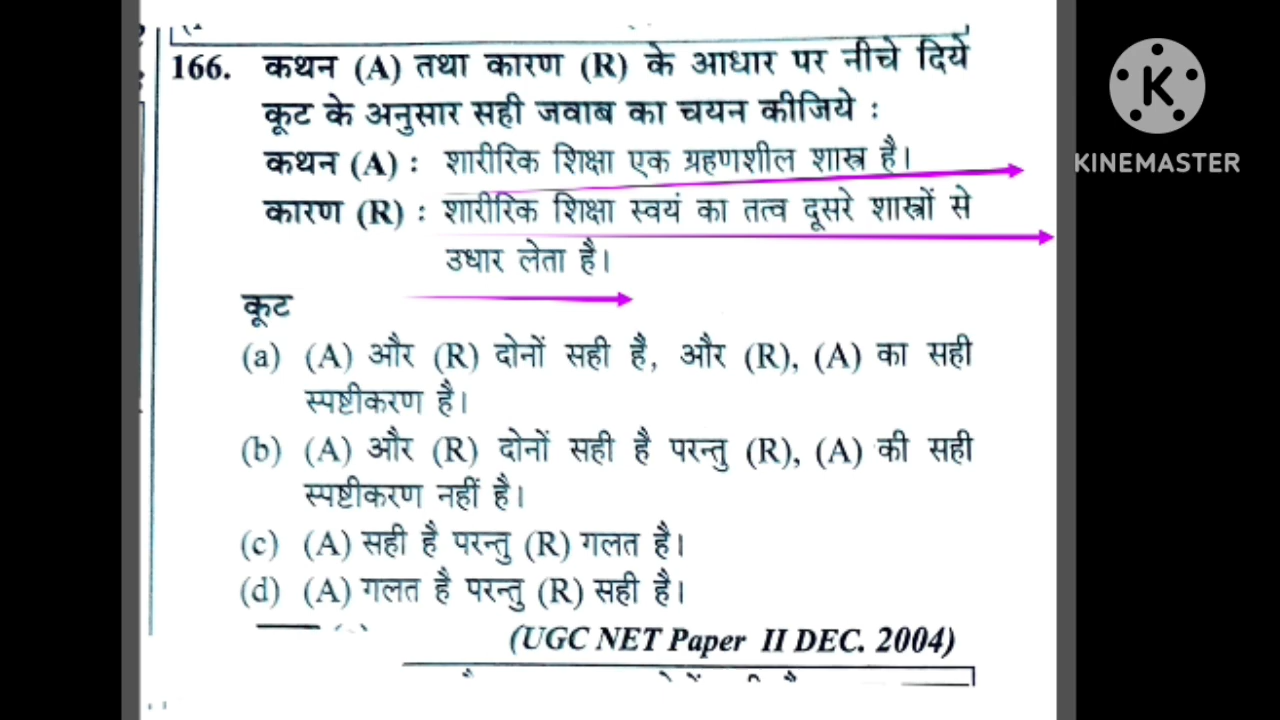 166. कथन (A) तथा कारण (R) के आधार पर नीचे दिये
कूट के अनुसार सही जवाब का चयन कीजिये :
कथन (A) : शारीरिक शिक्षा एक ग्रहणशील शास्त्र है।
कारण (R) : शारीरिक शिक्षा स्वयं का तत्व दूसरे शास्त्रों से
उधार लेता है।
कूट
(a) (A) और (R) दोनों सही है, और (R), (A) का सही
स्पष्टीकरण है।
(b) (A) और (R) दोनों सही है परन्तु (R), (A) की सही
स्पष्टीकरण नहीं है।
(c) (A) सही है परन्तु (R) गलत है।
(d) (A) गलत है परन्तु (R) सही है।
(UGC NET Paper II DEC. 2004)
K
KINEMASTER